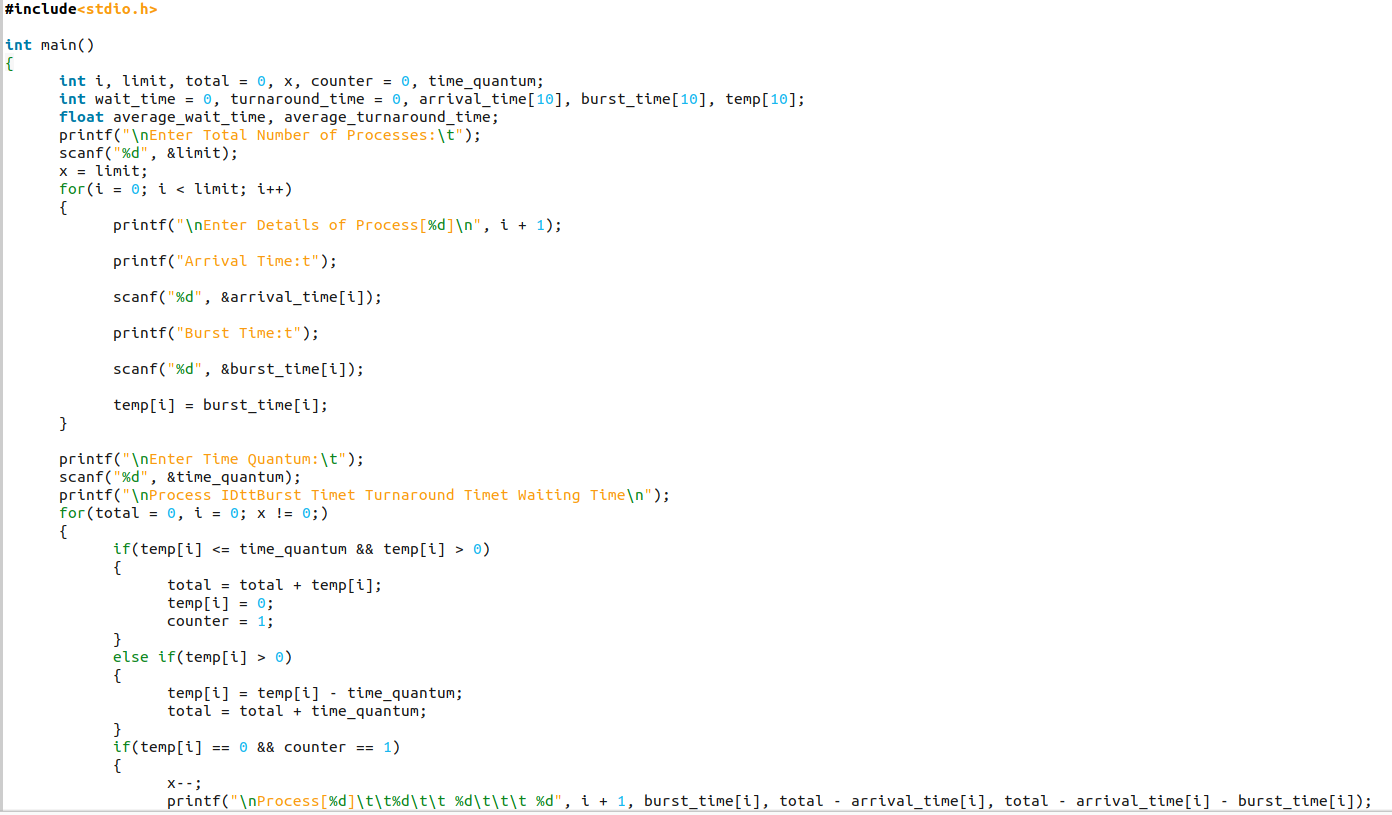 #include<stdio.h>
int main()
{
int i, limit, total = 0, x, counter = 0, time_quantum;
int wait_time = 0, turnaround_time = 0, arrival_time[10], burst_time[10], temp[10];
float average_wait_time, average_turnaround_time;
printf("\nEnter Total Number of Processes:\t");
scanf("%d", &limit);
x = limit;
for(i = 0; i < limit; i++)
{
printf("\nEnter Details of Process[%d]\n", i + 1);
printf("Arrival Time:t");
scanf("%d", &arrival_time[i]);
printf("Burst Time:t");
scanf("%d", &burst_time[i]);
temp[i] = burst_time[i];
}
printf("\nEnter Time Quantum:\t");
scanf("%d", &time_quantum);
printf("\nProcess IDttBurst Timet Turnaround Timet Waiting Time\n");
for(total = 0, i = 0; x != 0;)
{
if(temp[i] <= time_quantum && temp[i] > 0)
{
total = total + temp[i];
temp[i] = 0;
counter = 1;
}
else if(temp[i] > 0)
{
temp[i] = temp[i] - time_quantum;
total = total + time_quantum;
}
if(temp[i] == 0 && counter == 1)
{
x--;
printf("\nProcess[%d]\t\t%d\t\t %d\t\t\t %d", i + 1, burst_time[i], total - arrival_time[i], total - arrival_time[i] - burst_time[i]);